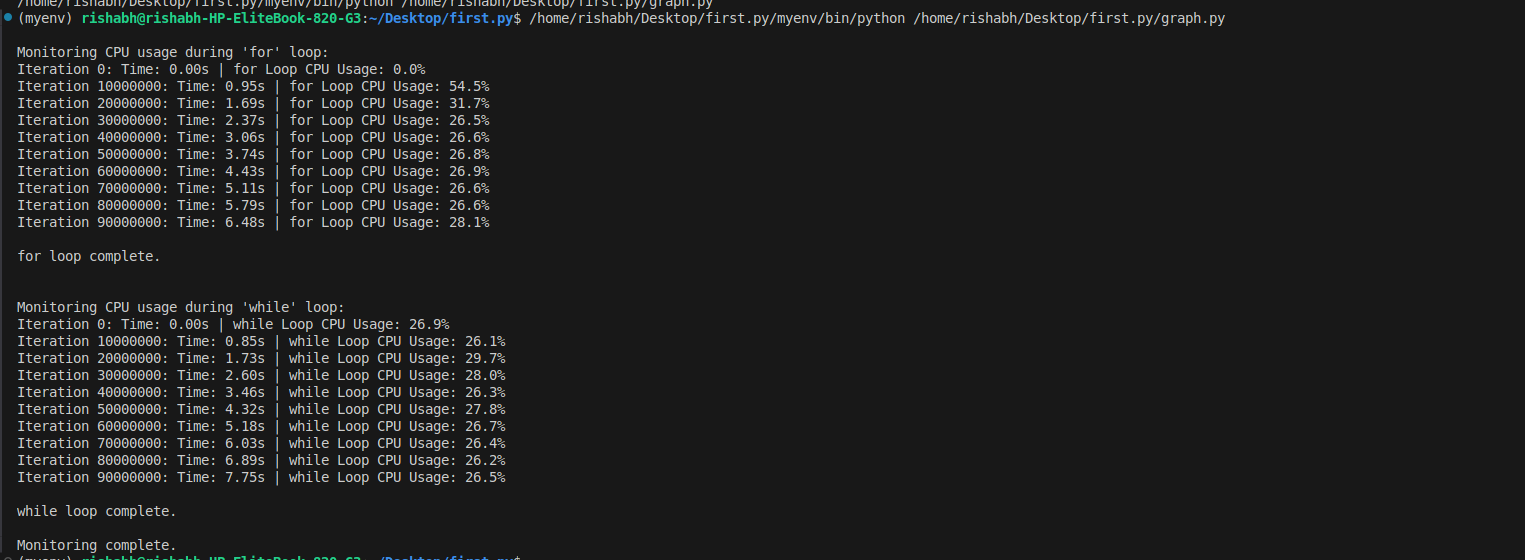 /home/rishabh/Desktop/first.py/myenv/bin/python /home/rishabh/Desktop/first.py/graph.py
(myenv) rishabh@rishabh-HP-EliteBook-820-G3:~/Desktop/first.py$ /home/rishabh/Desktop/first.py/myenv/bin/python /home/rishabh/Desktop/first.py/graph.py
Monitoring CPU usage during 'for' loop:
Iteration 0: Time: 0.00s | for Loop CPU Usage: 0.0%
Iteration 10000000: Time: 0.95s | for Loop CPU Usage: 54.5%
Iteration 20000000: Time: 1.69s | for Loop CPU Usage: 31.7%
Iteration 30000000: Time: 2.37s | for Loop CPU Usage: 26.5%
Iteration 40000000: Time: 3.06s | for Loop CPU Usage: 26.6%
Iteration 50000000: Time: 3.74s | for Loop CPU Usage: 26.8%
Iteration 60000000: Time: 4.43s | for Loop CPU Usage: 26.9%
Iteration 70000000: Time: 5.11s | for Loop CPU Usage: 26.6%
Iteration 80000000: Time: 5.79s | for Loop CPU Usage: 26.6%
Iteration 90000000: Time: 6.48s | for Loop CPU Usage: 28.1%
for loop complete.
Monitoring CPU usage during 'while' loop:
Iteration 0: Time: 0.00s | while Loop CPU Usage: 26.9%
Iteration 10000000: Time: 0.85s | while Loop CPU Usage: 26.1%
Iteration 20000000: Time: 1.73s | while Loop CPU Usage: 29.7%
Iteration 30000000: Time: 2.60s | while Loop CPU Usage: 28.0%
Iteration 40000000: Time: 3.46s | while Loop CPU Usage: 26.3%
Iteration 50000000: Time: 4.32s | while Loop CPU Usage: 27.8%
Iteration 60000000: Time: 5.18s | while Loop CPU Usage: 26.7%
Iteration 70000000: Time: 6.03s | while Loop CPU Usage: 26.4%
Iteration 80000000: Time: 6.89s | while Loop CPU Usage: 26.2%
Iteration 90000000: Time: 7.75s | while Loop CPU Usage: 26.5%
while loop complete.
Monitoring complete.
(myenv) rishabh@rishabh-HP-EliteBook-820-G3:~/Desktop/first.py$